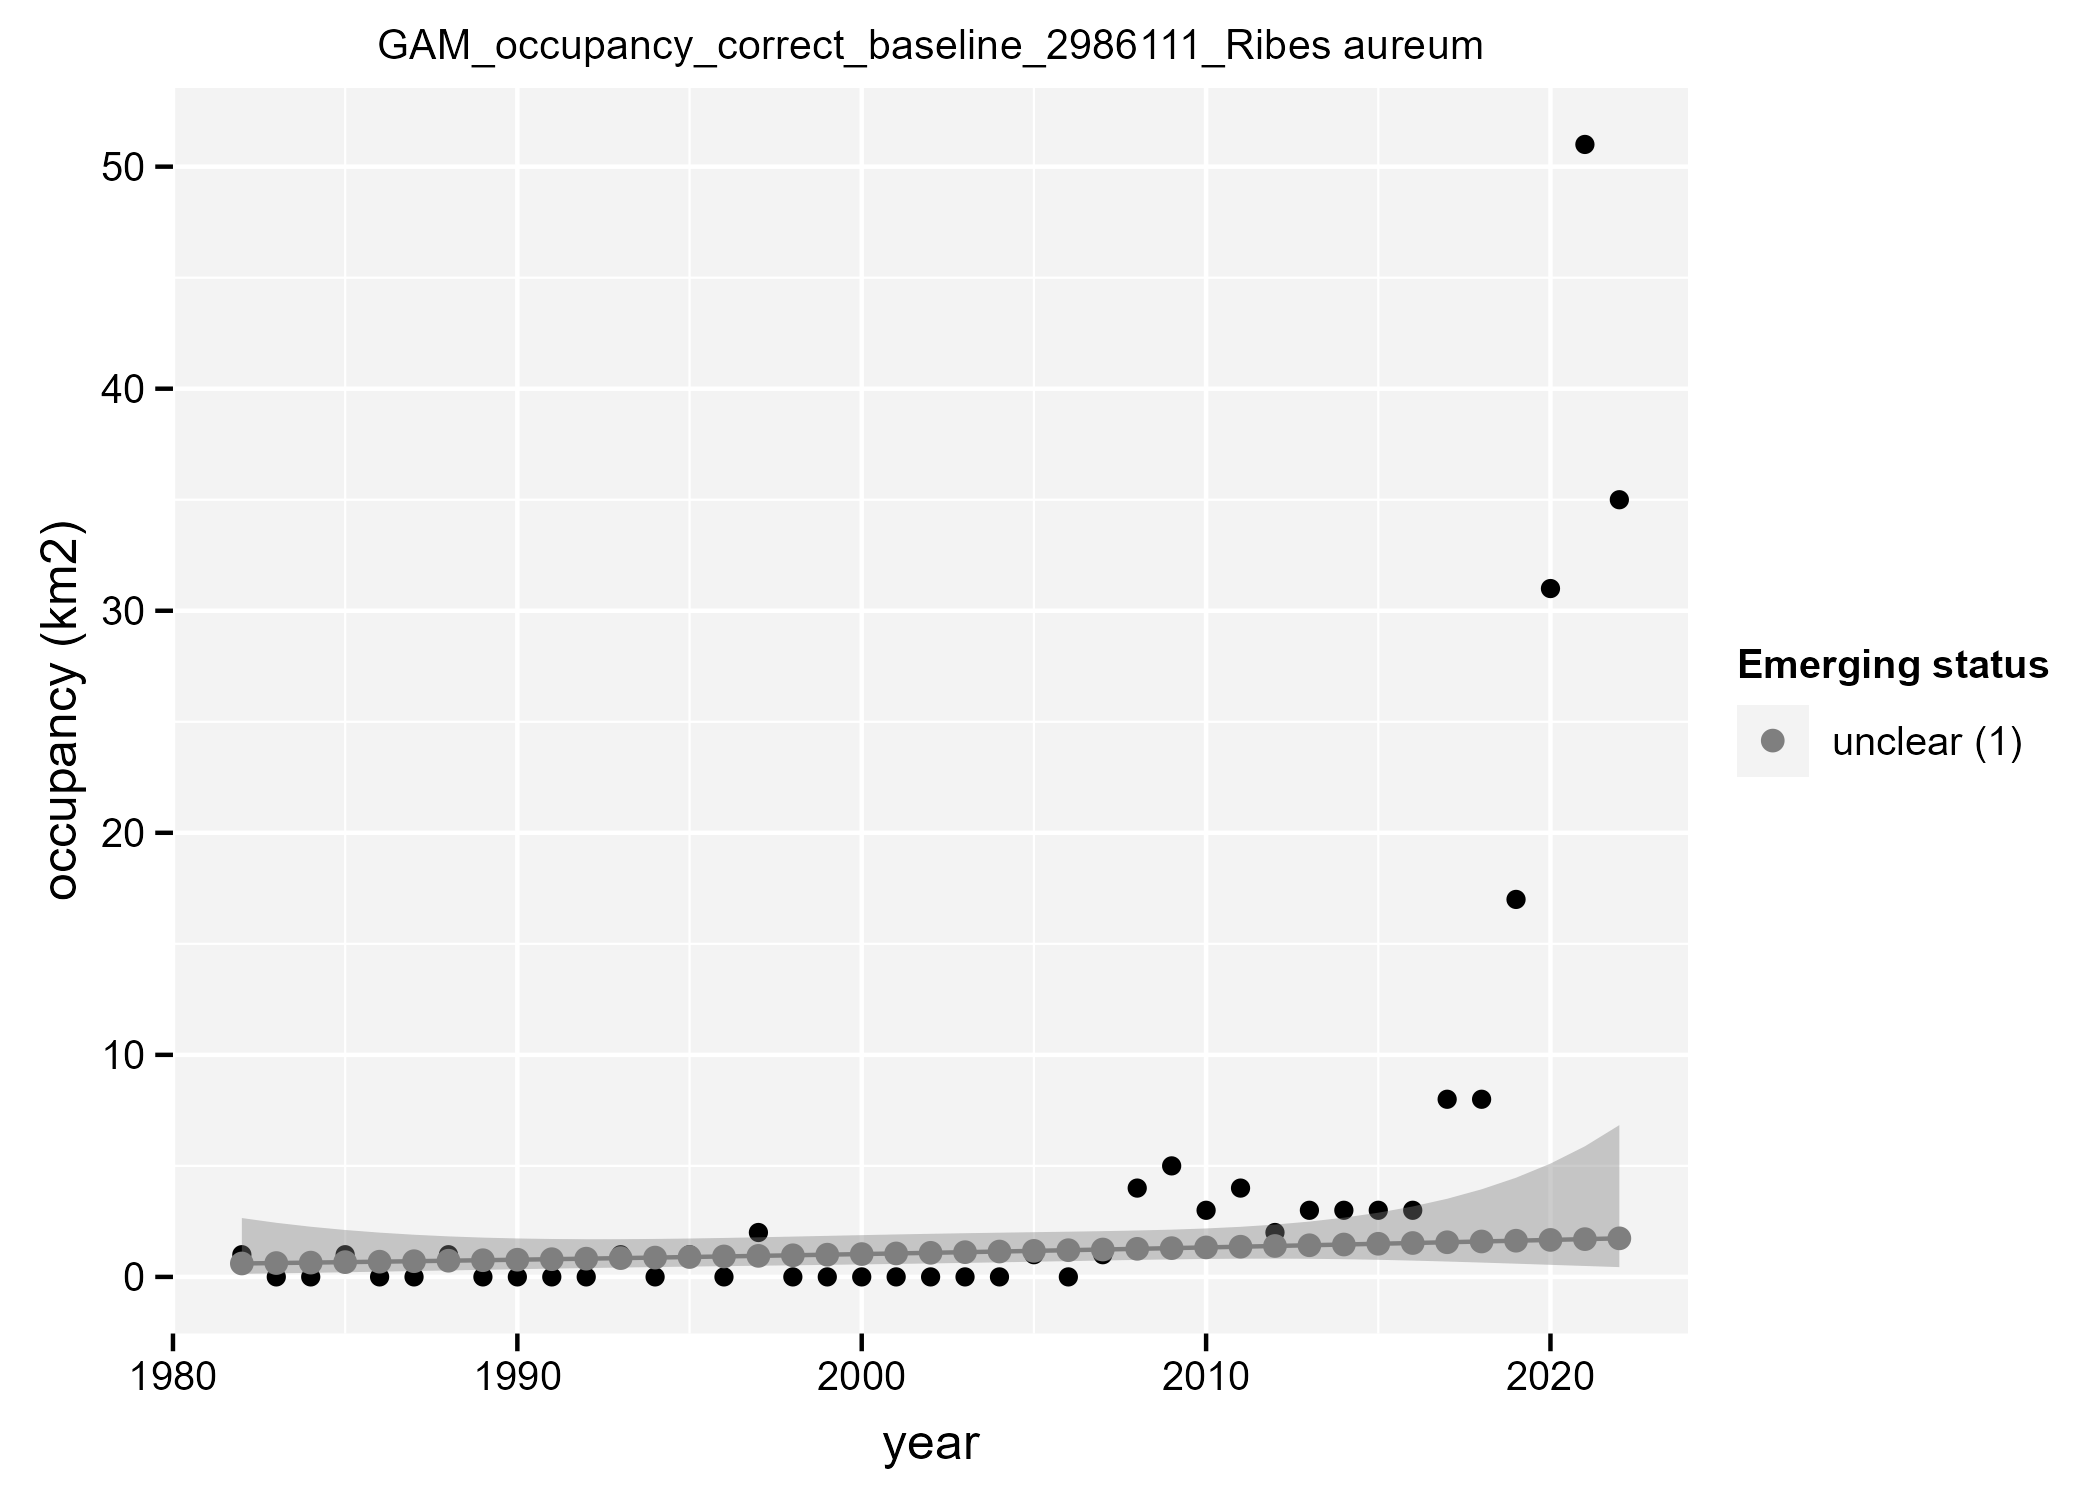 GAM_occupancy_correct_baseline_2986111_Ribes aureum
50
40
30
20
10
0
occupancy (km2)
1980
1990
2000
2010
2020
year
Emerging status
unclear (1)